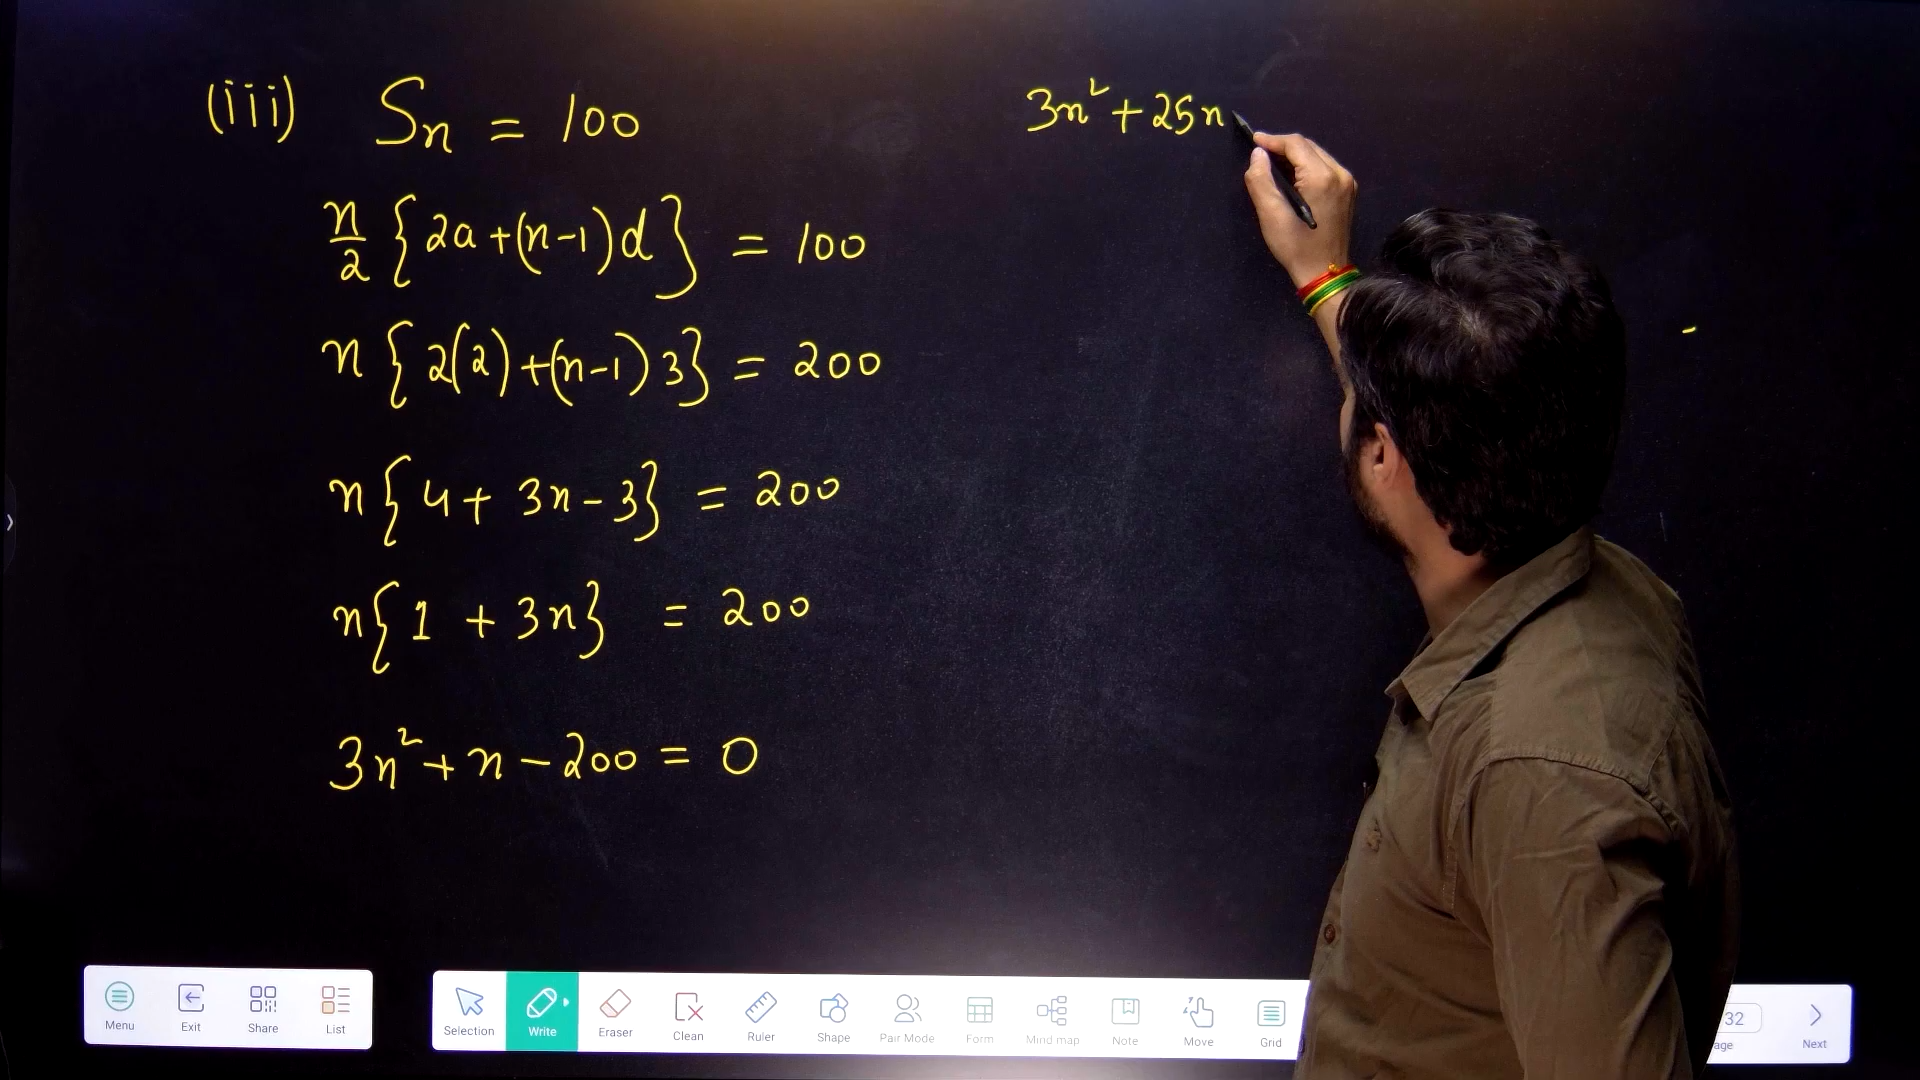 (iii) Sn = 100
n/2 {2a+(n-1)d} = 100
n {2(2)+(n-1)3} = 200
n {4+ 3n-3} = 200
n{1 + 3n} = 200
3n²+n-200 = 0
3n²+25n
Menu Exit Share List
Selection Write Eraser Clean Ruler Shape Pair Mode Form Mind map Note Move Grid
32
age Next